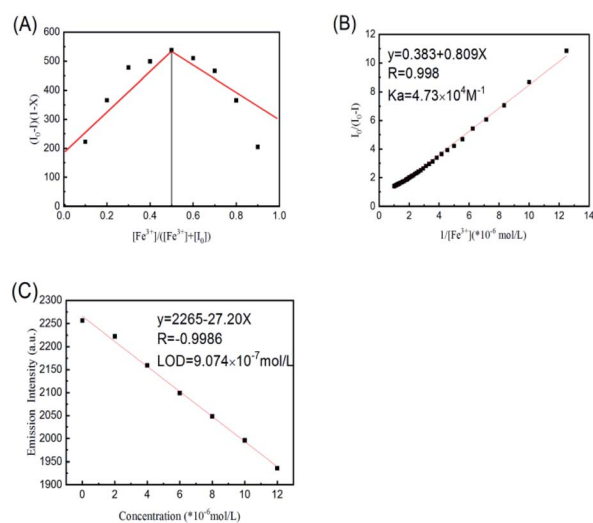 (A)
600
500
400
300
200
100
0
(I₀-I)(1-X)
0.0 0.2 0.4 0.6 0.8 1.0
[Fe³⁺]/([Fe³⁺]+[I₀])
(B)
12
10
8
6
4
2
0
I₀/(I₀-I)
y=0.383+0.809X
R=0.998
Ka=4.73×10⁴M⁻¹
0 2 4 6 8 10 12
1/[Fe³⁺](*10⁻⁶ mol/L)
(C)
2300
2250
2200
2150
2100
2050
2000
1950
1900
Emission Intensity (a.u.)
y=2265-27.20X
R=-0.9986
LOD=9.074×10⁻⁷mol/L
0 2 4 6 8 10 12
Concentration (*10⁻⁶mol/L)